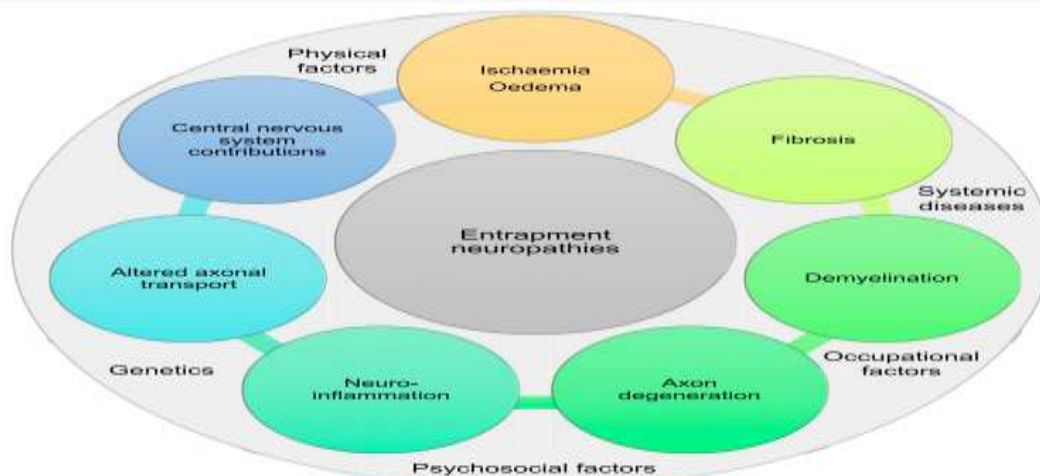 Physical
factors
Ischaemia
Oedema
Central nervous
system
contributions
Fibrosis
Systemic
diseases
Entrapment
neuropathies
Altered axonal
transport
Demyelination
Genetics
Neuro-
inflammation
Axon
degeneration
Occupational
factors
Psychosocial factors